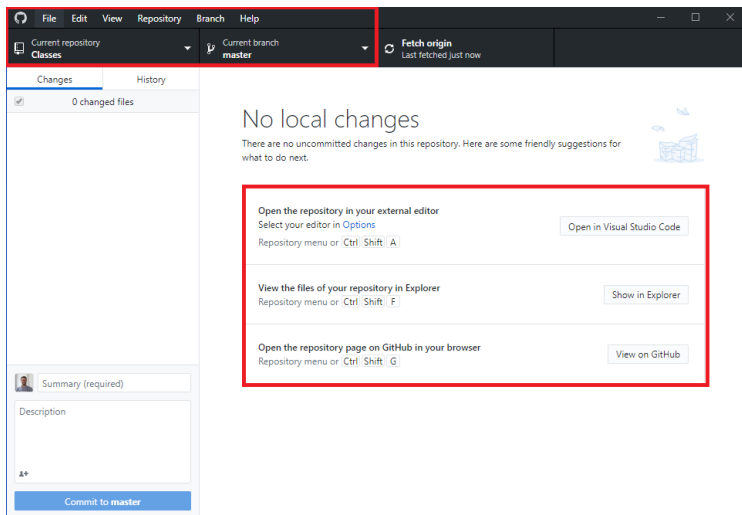 File Edit View Repository Branch Help
Current repository
Classes
Current branch
master
Fetch origin
Last fetched just now
Changes History
0 changed files
No local changes
There are no uncommitted changes in this repository. Here are some friendly suggestions for
what to do next.
Open the repository in your external editor
Select your editor in Options
Repository menu or Ctrl Shift A
Open in Visual Studio Code
View the files of your repository in Explorer
Repository menu or Ctrl Shift F
Show in Explorer
Open the repository page on GitHub in your browser
Repository menu or Ctrl Shift G
View on GitHub
Summary (required)
Description
Commit to master